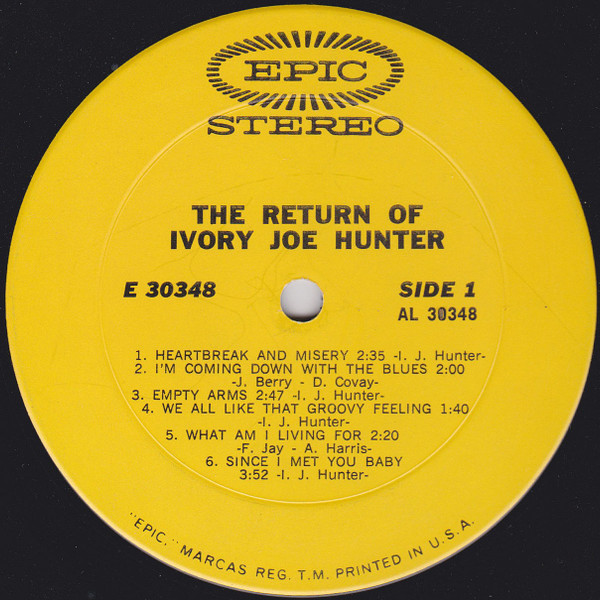 EPIC
STEREO
THE RETURN OF
IVORY JOE HUNTER
E 30348
SIDE 1
AL 30348
1. HEARTBREAK AND MISERY 2:35 -I. J. Hunter-
2. I'M COMING DOWN WITH THE BLUES 2:00
-J. Berry - D. Covay-
3. EMPTY ARMS 2:47 -I. J. Hunter-
4. WE ALL LIKE THAT GROOVY FEELING 1:40
-I. J. Hunter-
5. WHAT AM I LIVING FOR 2:20
-F. Jay - A. Harris-
6. SINCE I MET YOU BABY
3:52 -I. J. Hunter-
"EPIC," MARCAS REG. T.M. PRINTED IN U.S.A.